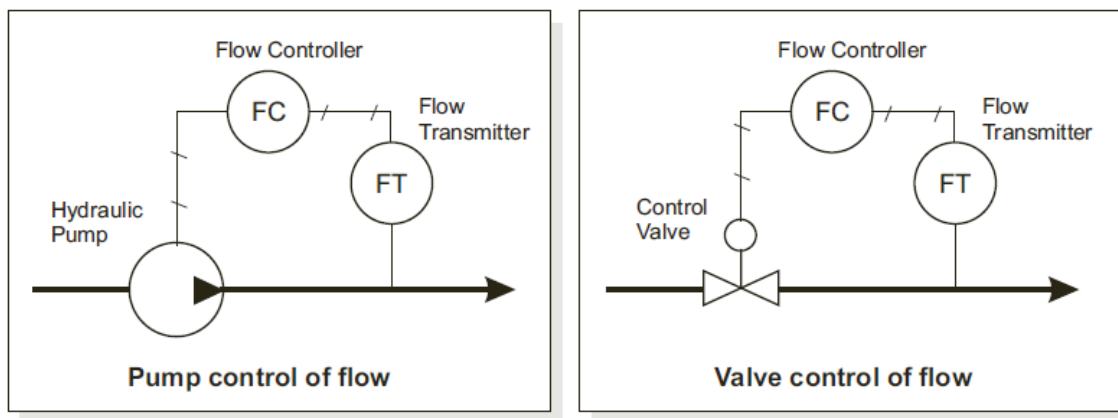 Flow Controller
FC
Flow
Transmitter
FT
Hydraulic
Pump
Pump control of flow
Flow Controller
FC
Flow
Transmitter
FT
Control
Valve
Valve control of flow